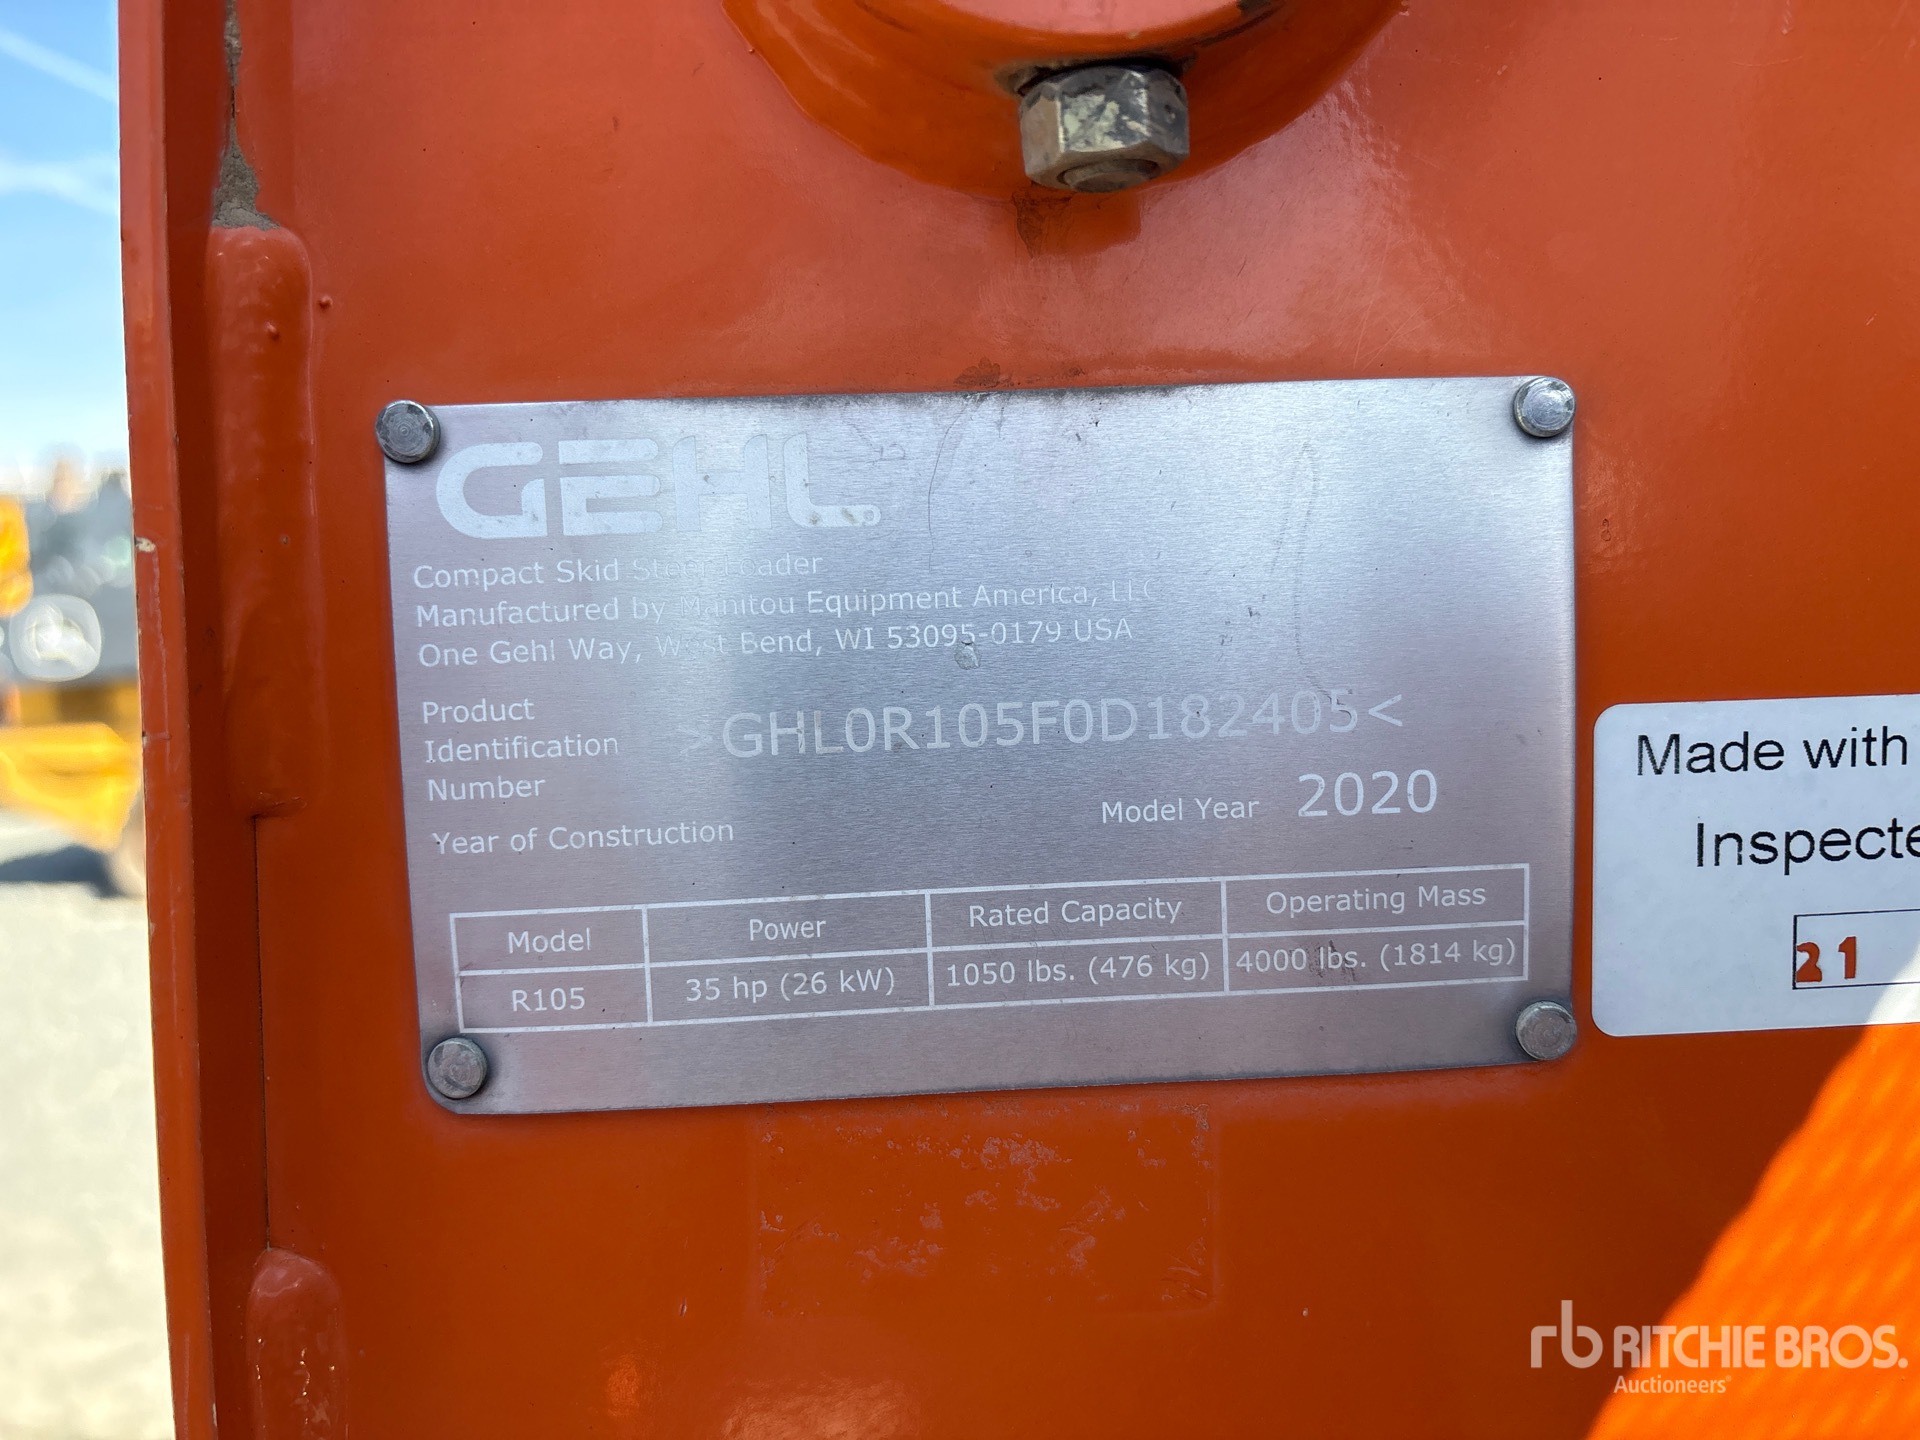 GEHL
Compact Skid Steer Loader
Manufactured by Manitou Equipment America, LLC
One Gehl Way, West Bend, WI 53095-0179 USA
Product
Identification
Number
>GHL0R105F0D182405<
Year of Construction
Model Year 2020
Model Power Rated Capacity Operating Mass
R105 35 hp (26 kW) 1050 lbs. (476 kg) 4000 lbs. (1814 kg)
Made with
Inspecte
21
rb RITCHIE BROS.
Auctioneers